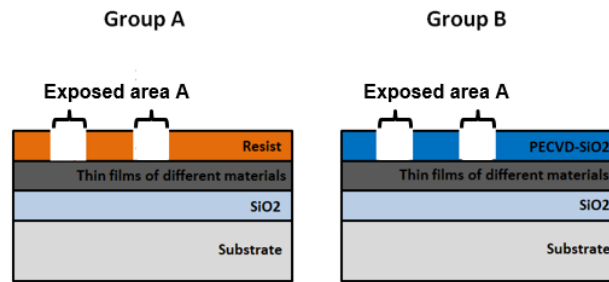 Group A
Group B
Exposed area A
Exposed area A
Resist
Thin films of different materials
SiO2
Substrate
PECVD-SiO2
Thin films of different materials
SiO2
Substrate